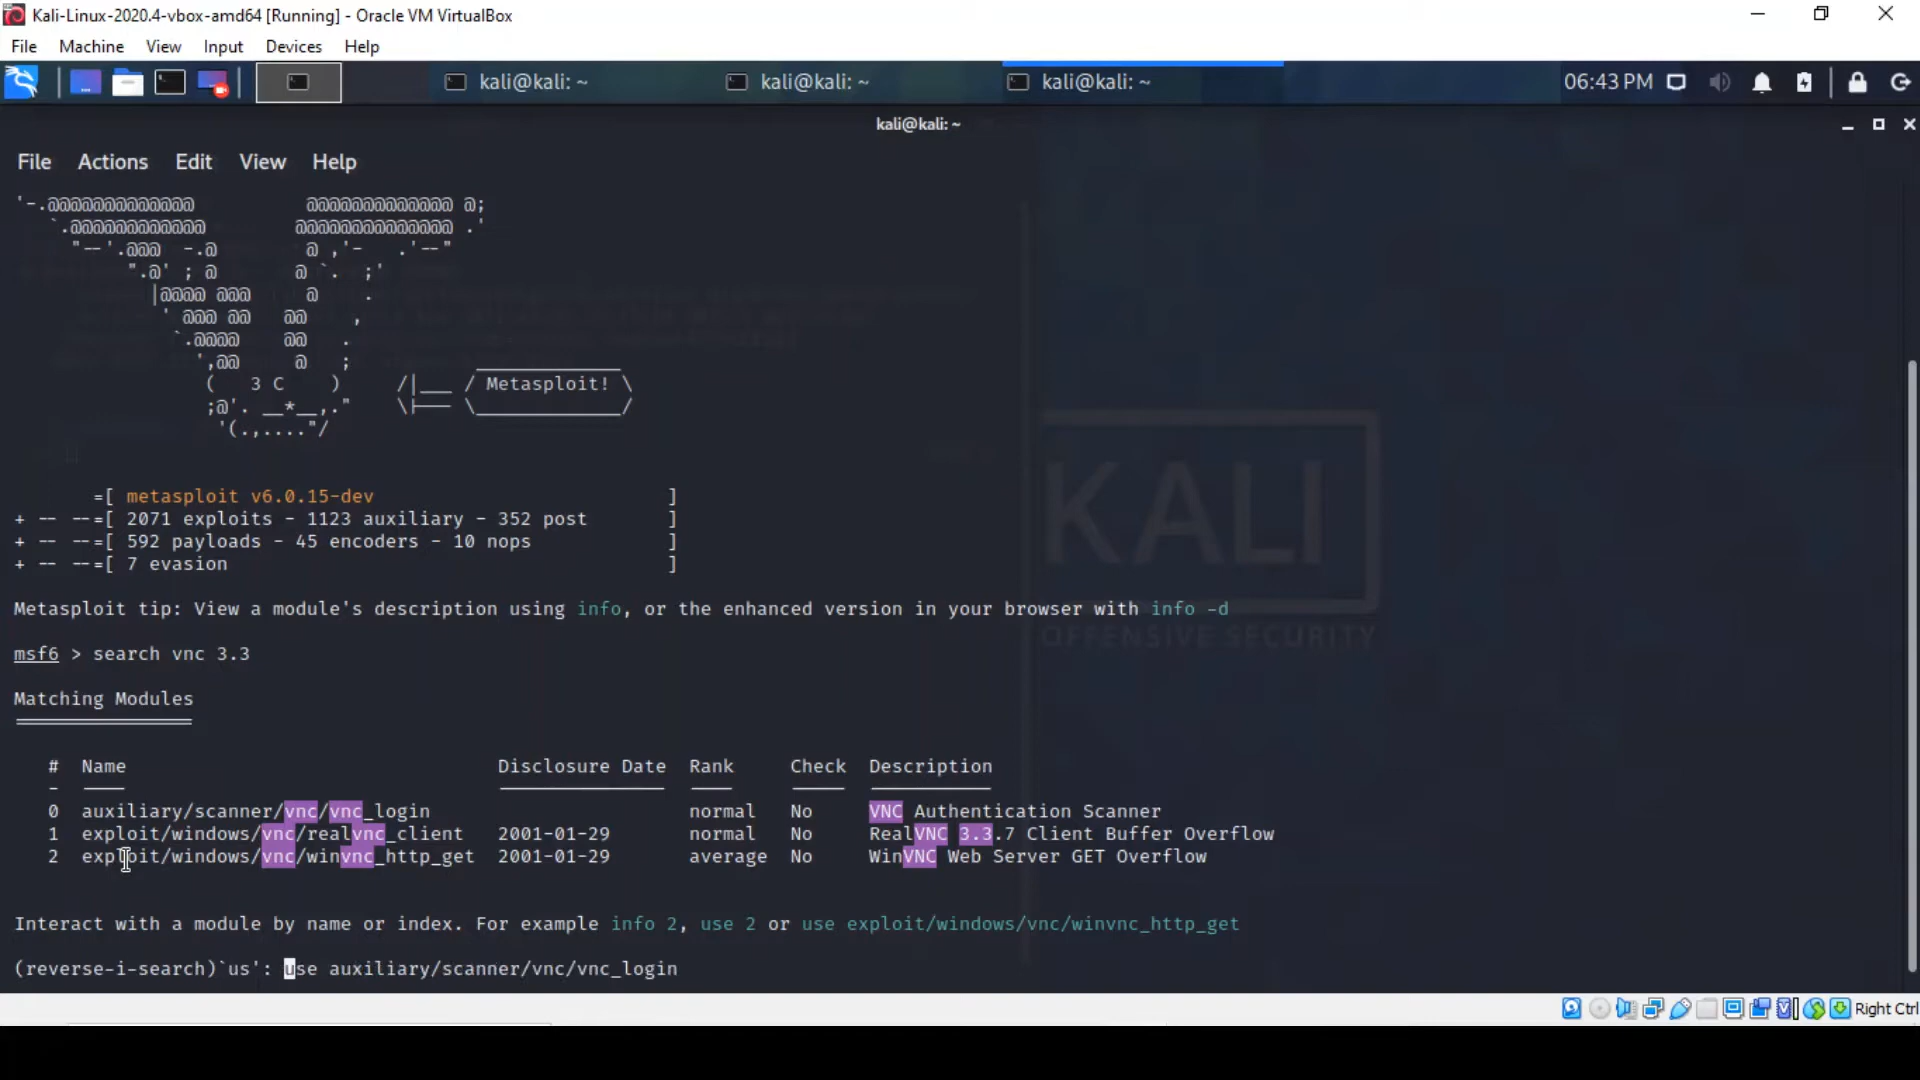 Kali-Linux-2020.4-vbox-amd64 [Running] - Oracle VM VirtualBox
File Machine View Input Devices Help
kali@kali: ~ kali@kali: ~ kali@kali: ~ 06:43 PM
kali@kali: ~
File Actions Edit View Help
'-.@@@@@@@@@@@@@          @@@@@@@@@@@@@ @;
`.@@@@@@@@@@@@        @@@@@@@@@@@@@@ .'
"--'.@@@  -.@        @ ,'-   .'--"
".@' ; @       @ `.  ;'
|@@@@ @@@     @    .
' @@@ @@   @@    ,
`.@@@@    @@   .
',@@     @   ;
(   3 C    )     /|___ / Metasploit! \
;@'. __*__,."    \|--- \_____________/
'(.,...."/
=[ metasploit v6.0.15-dev ]
+ -- --=[ 2071 exploits - 1123 auxiliary - 352 post ]
+ -- --=[ 592 payloads - 45 encoders - 10 nops ]
+ -- --=[ 7 evasion ]
Metasploit tip: View a module's description using info, or the enhanced version in your browser with info -d
msf6 > search vnc 3.3
Matching Modules
================
# Name Disclosure Date Rank Check Description
- ---- --------------- ---- ----- -----------
0 auxiliary/scanner/vnc/vnc_login normal No VNC Authentication Scanner
1 exploit/windows/vnc/realvnc_client 2001-01-29 normal No RealVNC 3.3.7 Client Buffer Overflow
2 exploit/windows/vnc/winvnc_http_get 2001-01-29 average No WinVNC Web Server GET Overflow
Interact with a module by name or index. For example info 2, use 2 or use exploit/windows/vnc/winvnc_http_get
(reverse-i-search)`us': use auxiliary/scanner/vnc/vnc_login
KALI
OFFENSIVE SECURITY
Right Ctrl